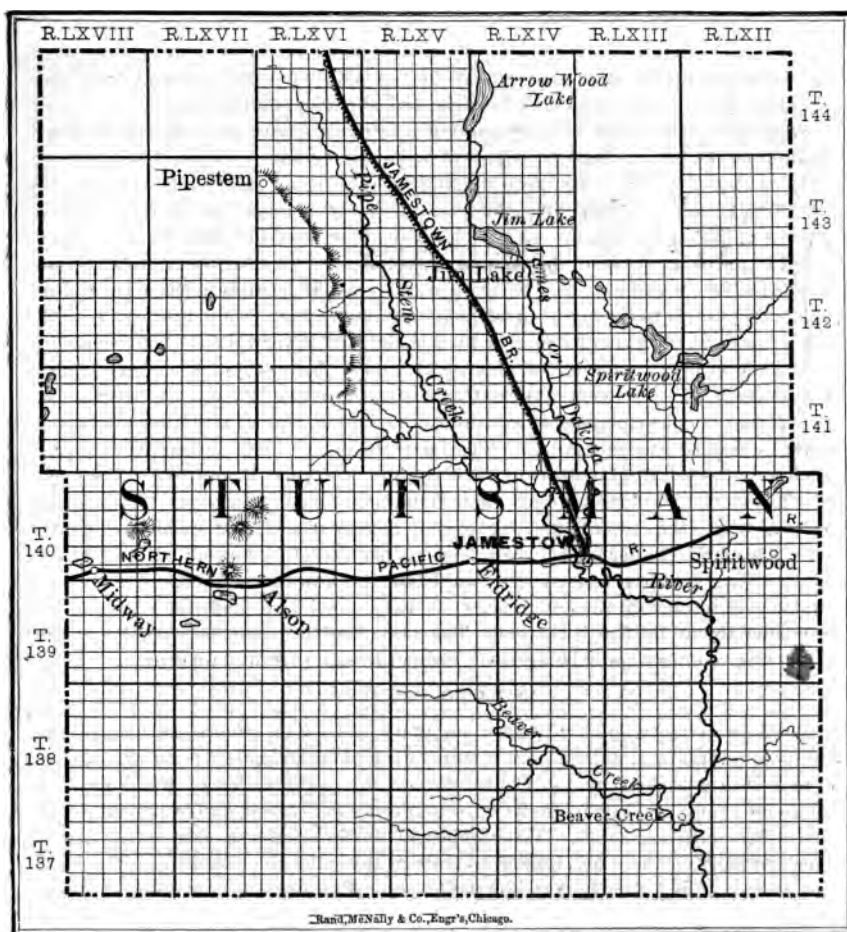 R.LXVIII R.LXVII R.LXVI R.LXV R.LXIV R.LXIII R.LXII
Arrow Wood
Lake
T.
144
Pipestem
JAMESTOWN
BR.
Pipe
Stem
Creek
Jim Lake
T.
143
Jim Lake
James
or
Dakota
River
T.
142
Spiritwood
Lake
T.
141
STUTSMAN
T.
140
NORTHERN PACIFIC R. R.
JAMESTOWN
Spiritwood
Midway
Alsop
Eldridge
T.
139
Beaver
Creek
T.
138
Beaver Creek
T.
137
Rand, McNally & Co., Engr's, Chicago.